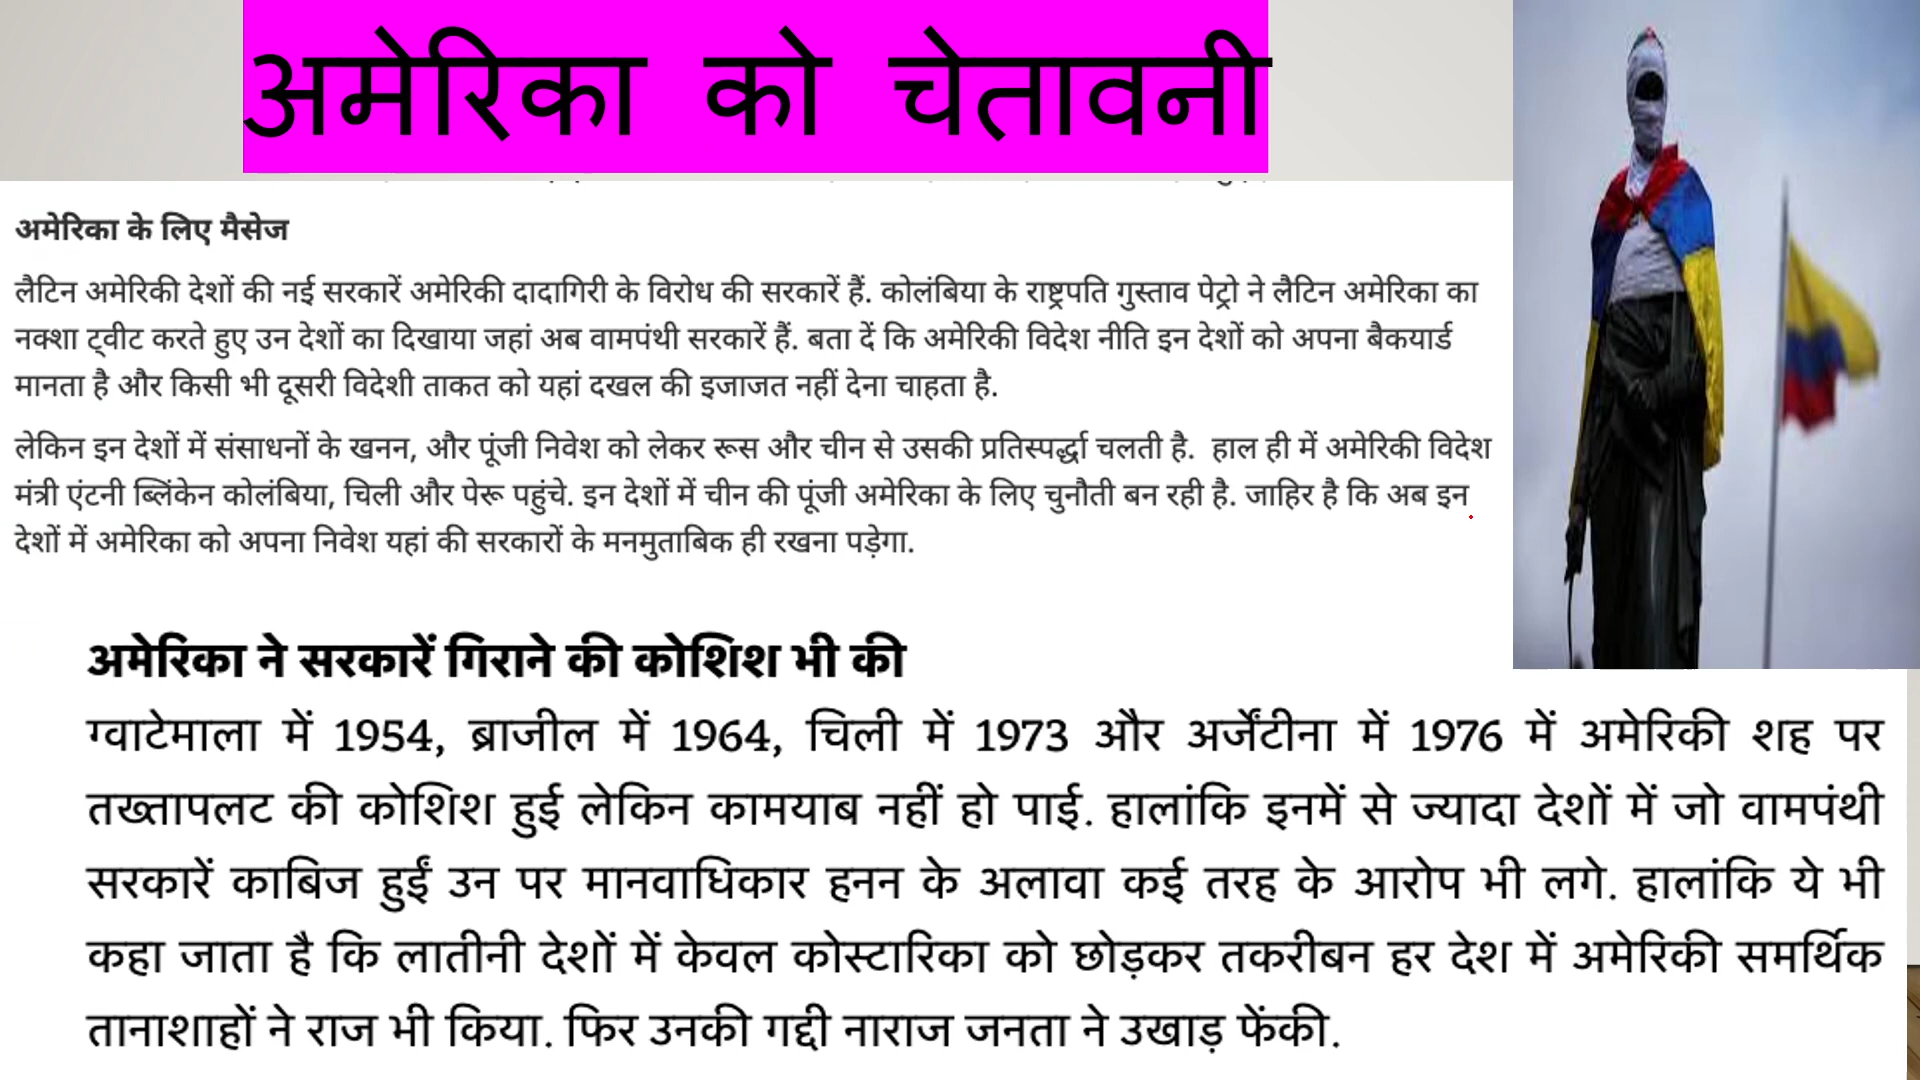 अमेरिका को चेतावनी
अमेरिका के लिए मैसेज
लैटिन अमेरिकी देशों की नई सरकारें अमेरिकी दादागिरी के विरोध की सरकारें हैं. कोलंबिया के राष्ट्रपति गुस्ताव पेट्रो ने लैटिन अमेरिका का
नक्शा ट्वीट करते हुए उन देशों का दिखाया जहां अब वामपंथी सरकारें हैं. बता दें कि अमेरिकी विदेश नीति इन देशों को अपना बैकयार्ड
मानता है और किसी भी दूसरी विदेशी ताकत को यहां दखल की इजाजत नहीं देना चाहता है.
लेकिन इन देशों में संसाधनों के खनन, और पूंजी निवेश को लेकर रूस और चीन से उसकी प्रतिस्पर्द्धा चलती है. हाल ही में अमेरिकी विदेश
मंत्री एंटनी ब्लिंकेन कोलंबिया, चिली और पेरू पहुंचे. इन देशों में चीन की पूंजी अमेरिका के लिए चुनौती बन रही है. जाहिर है कि अब इन
देशों में अमेरिका को अपना निवेश यहां की सरकारों के मनमुताबिक ही रखना पड़ेगा.
अमेरिका ने सरकारें गिराने की कोशिश भी की
ग्वाटेमाला में 1954, ब्राजील में 1964, चिली में 1973 और अर्जेंटीना में 1976 में अमेरिकी शह पर
तख्तापलट की कोशिश हुई लेकिन कामयाब नहीं हो पाई. हालांकि इनमें से ज्यादा देशों में जो वामपंथी
सरकारें काबिज हुईं उन पर मानवाधिकार हनन के अलावा कई तरह के आरोप भी लगे. हालांकि ये भी
कहा जाता है कि लातीनी देशों में केवल कोस्टारिका को छोड़कर तकरीबन हर देश में अमेरिकी समर्थिक
तानाशाहों ने राज भी किया. फिर उनकी गद्दी नाराज जनता ने उखाड़ फेंकी.